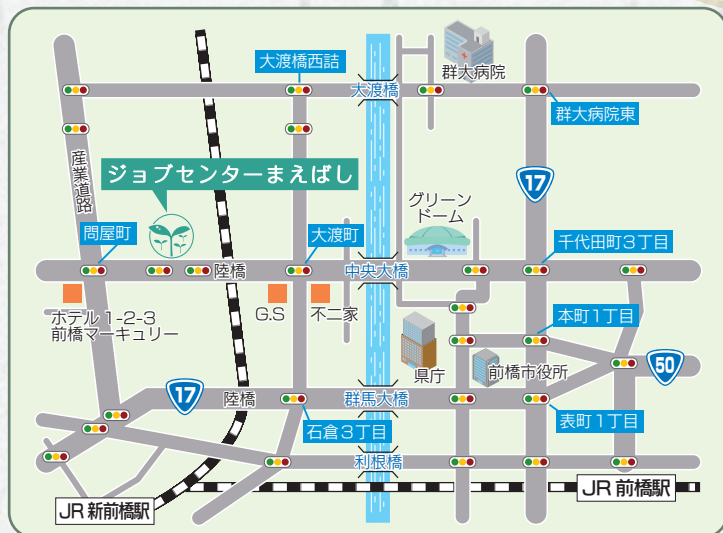 大渡橋西詰
群大病院
大渡橋
群大病院東
産業道路
ジョブセンターまえばし
17
グリーン
ドーム
問屋町
大渡町
千代田町3丁目
陸橋
中央大橋
ホテル 1-2-3
前橋マーキュリー
G.S
不二家
本町1丁目
県庁
前橋市役所
50
17
陸橋
群馬大橋
石倉3丁目
表町1丁目
利根橋
JR 新前橋駅
JR 前橋駅